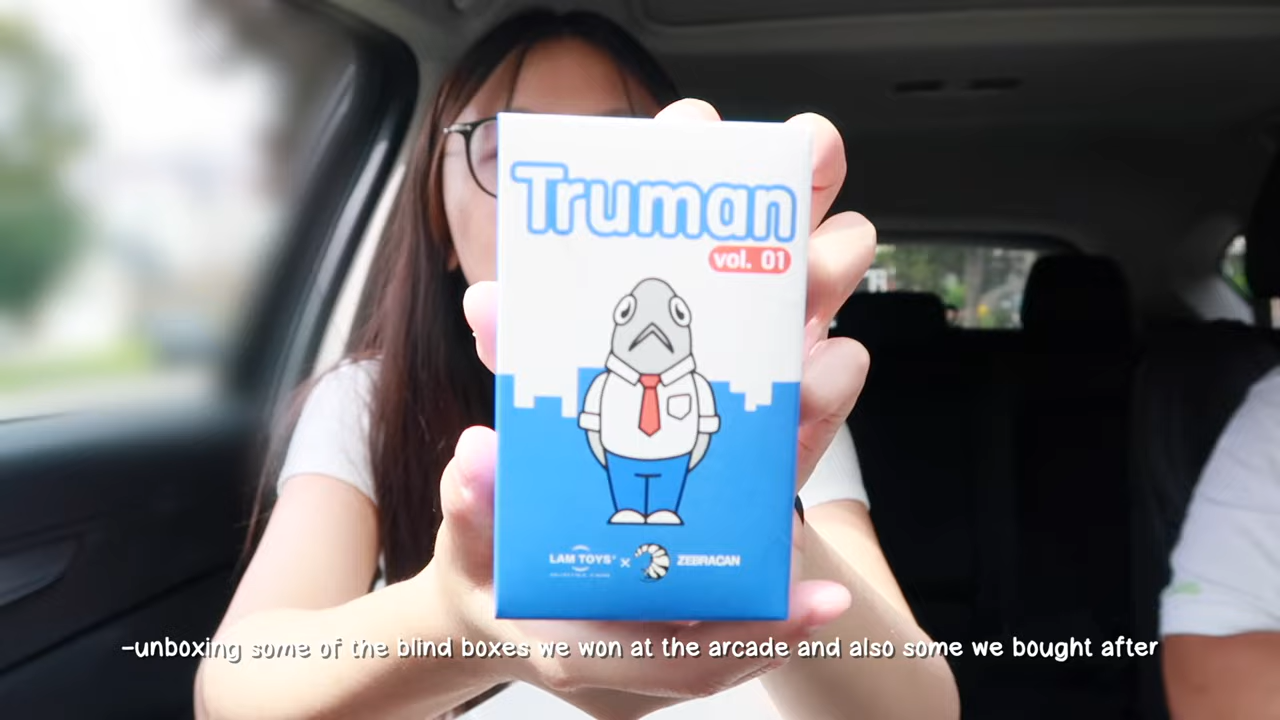 Truman
vol. 01
LAM TOYS × ZEBRACAN
-unboxing some of the blind boxes we won at the arcade and also some we bought after